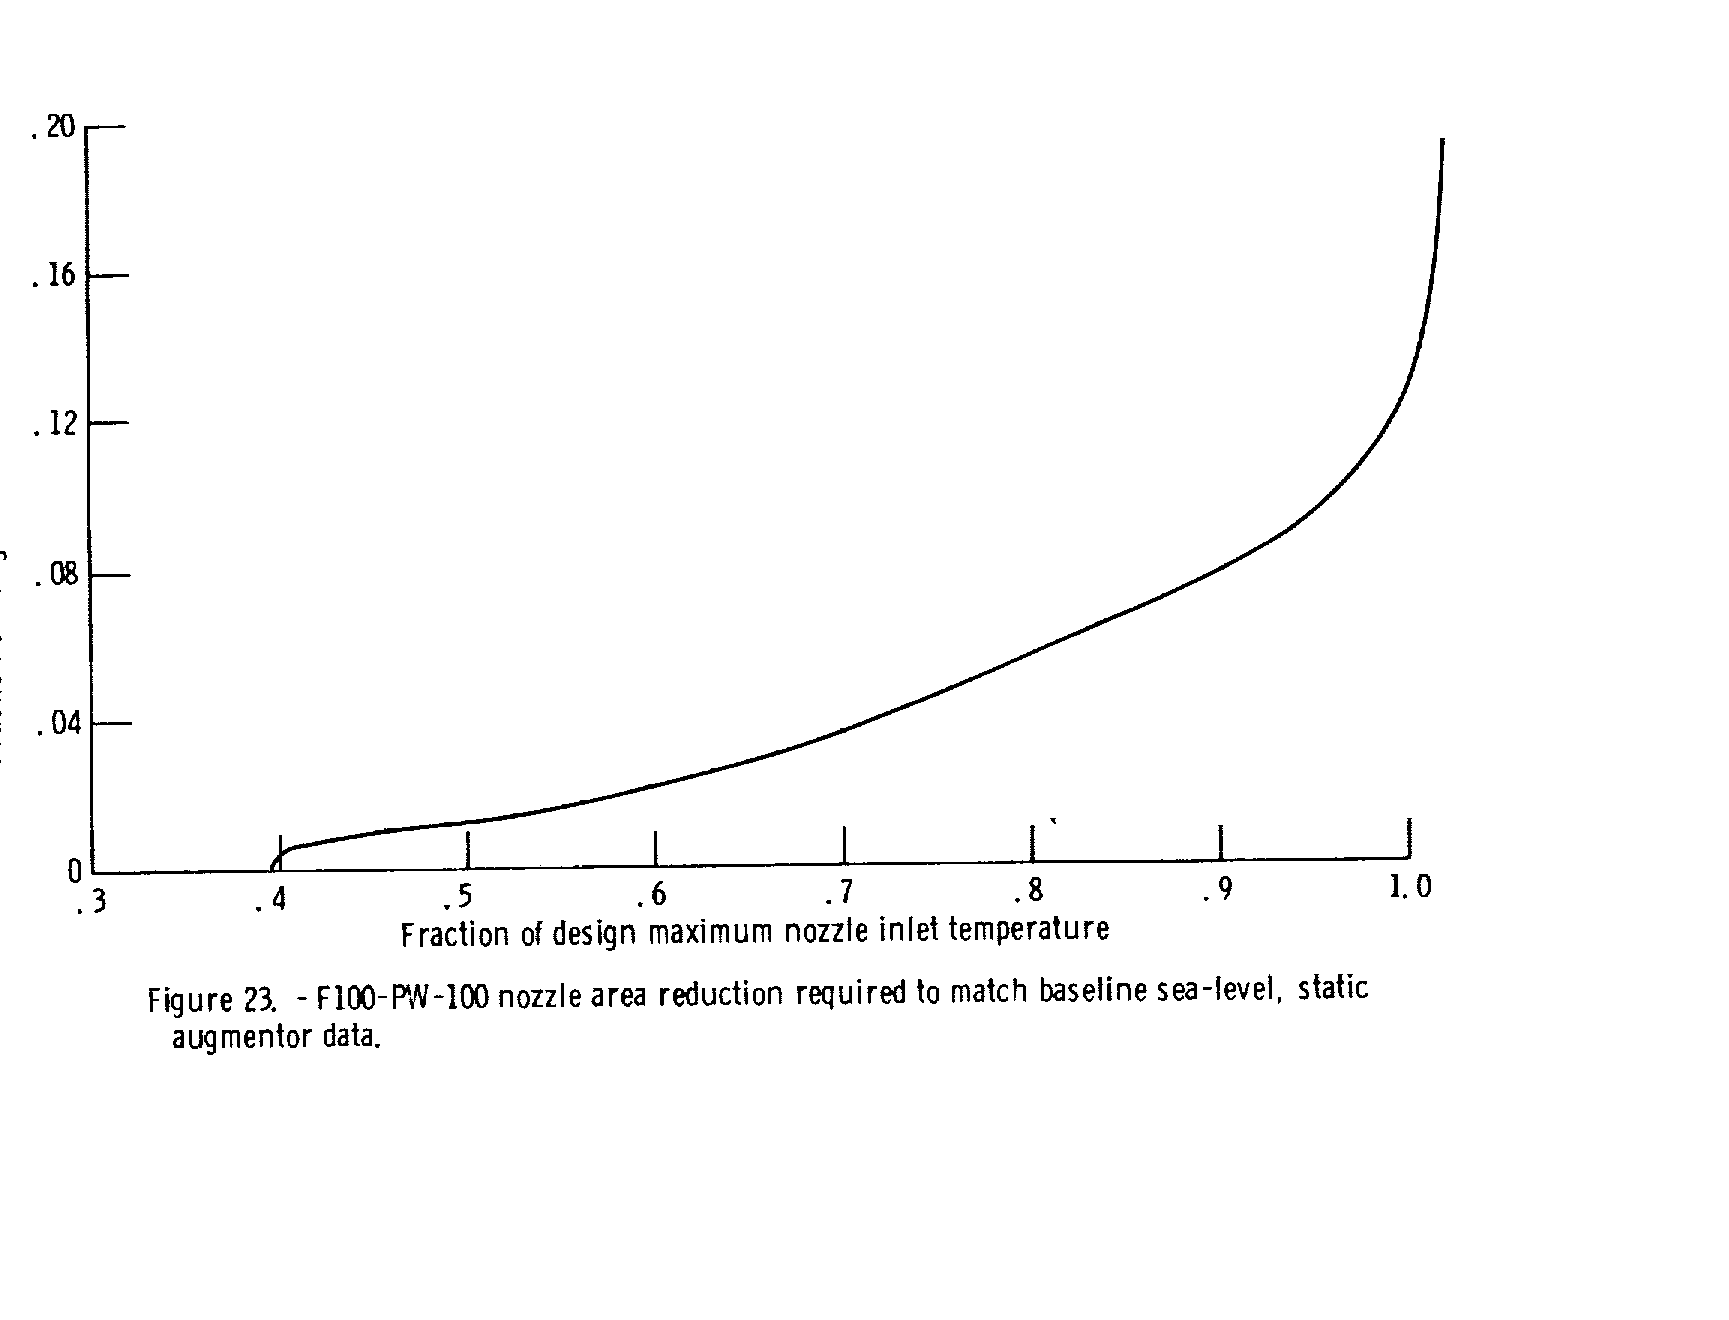 .20
.16
.12
.08
.04
0
.3 .4 .5 .6 .7 .8 .9 1.0
Fraction of design maximum nozzle inlet temperature
Figure 23. - F100-PW-100 nozzle area reduction required to match baseline sea-level, static
augmentor data.